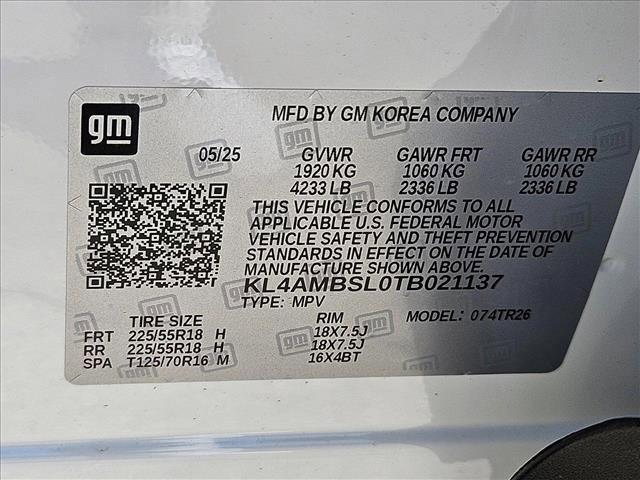 gm
MFD BY GM KOREA COMPANY
05/25 GVWR GAWR FRT GAWR RR
1920 KG 1060 KG 1060 KG
4233 LB 2336 LB 2336 LB
THIS VEHICLE CONFORMS TO ALL
APPLICABLE U.S. FEDERAL MOTOR
VEHICLE SAFETY AND THEFT PREVENTION
STANDARDS IN EFFECT ON THE DATE OF
MANUFACTURE SHOWN ABOVE.
KL4AMBSL0TB021137
TYPE: MPV
TIRE SIZE RIM MODEL: 074TR26
FRT 225/55R18 H 18X7.5J
RR 225/55R18 H 18X7.5J
SPA T125/70R16 M 16X4BT